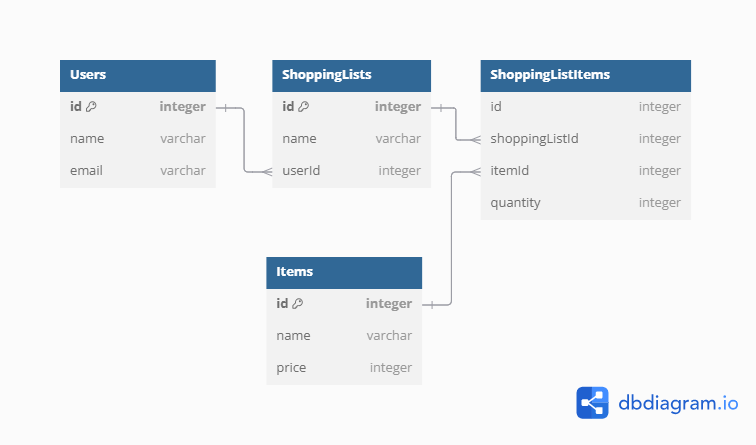 Users
id integer
name varchar
email varchar
ShoppingLists
id integer
name varchar
userId integer
ShoppingListItems
id integer
shoppingListId integer
itemId integer
quantity integer
Items
id integer
name varchar
price integer
dbdiagram.io